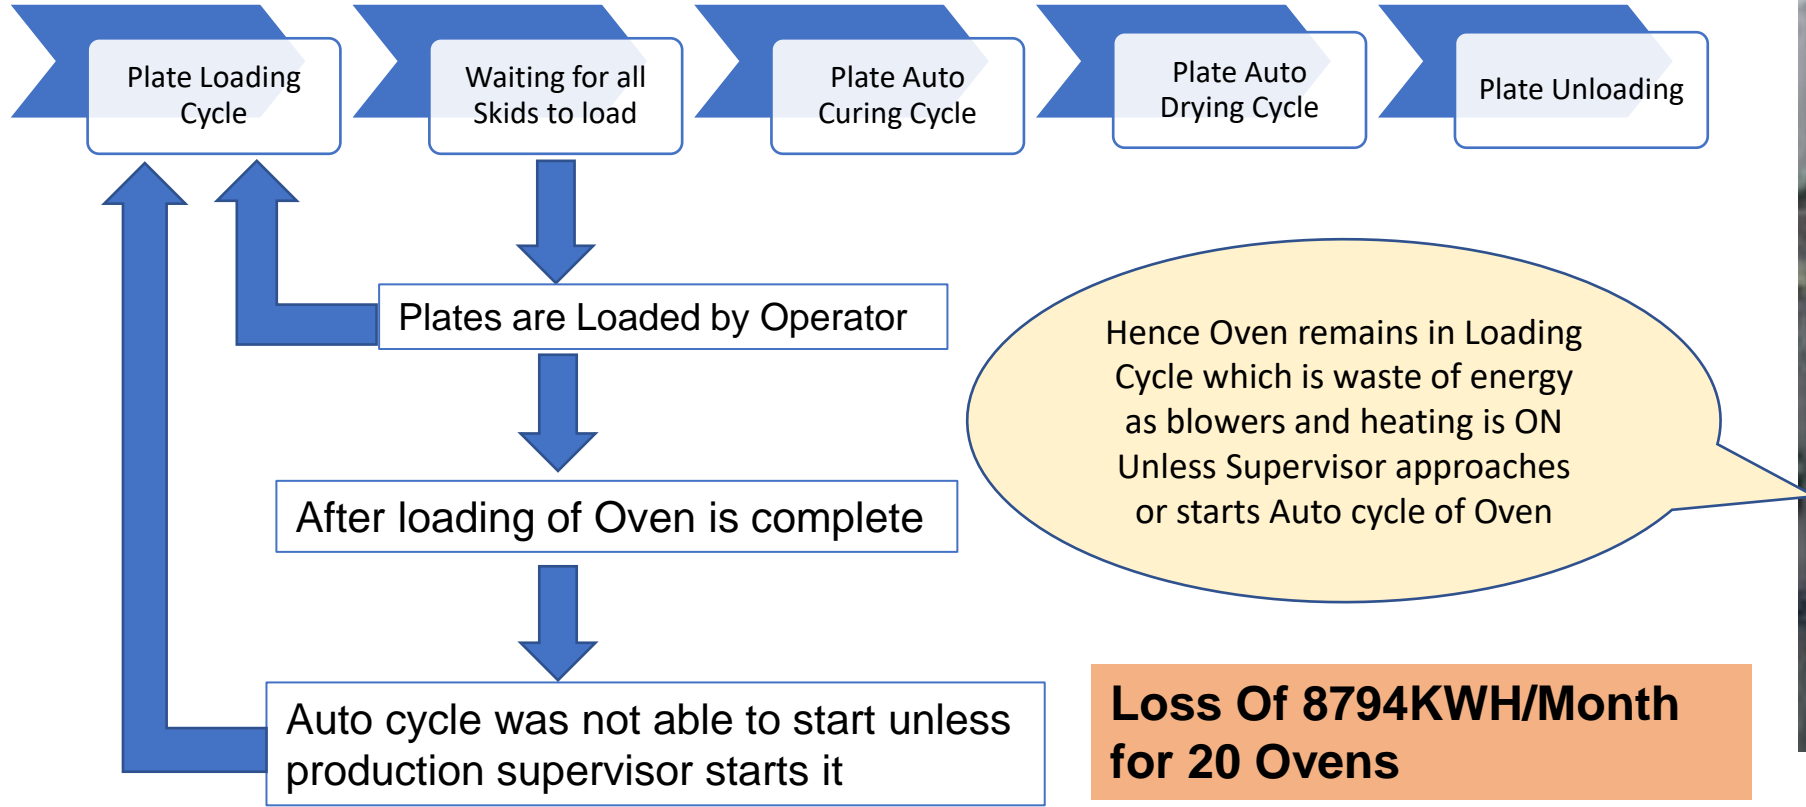 Plate Loading
Cycle
Waiting for all
Skids to load
Plate Auto
Curing Cycle
Plate Auto
Drying Cycle
Plate Unloading
Plates are Loaded by Operator
After loading of Oven is complete
Auto cycle was not able to start unless
production supervisor starts it
Hence Oven remains in Loading
Cycle which is waste of energy
as blowers and heating is ON
Unless Supervisor approaches
or starts Auto cycle of Oven
Loss Of 8794KWH/Month
for 20 Ovens